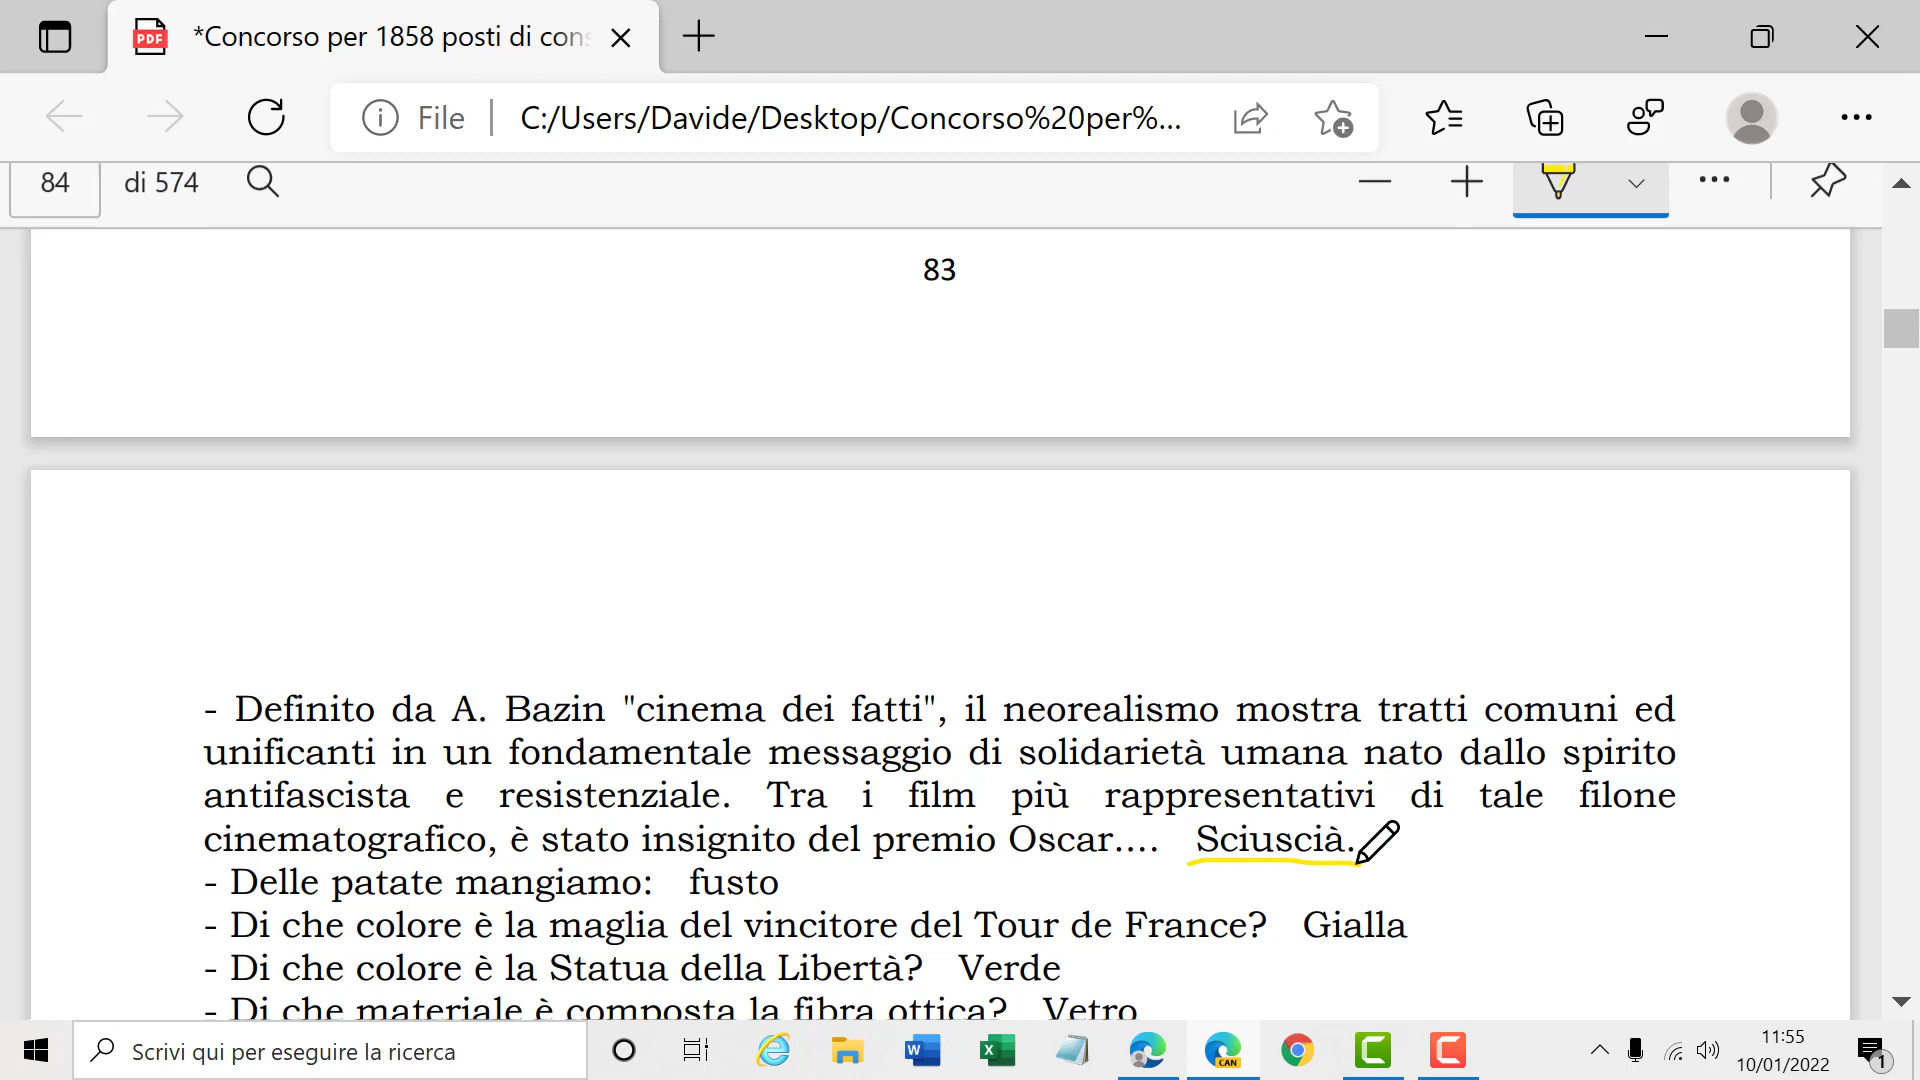 *Concorso per 1858 posti di cons
File
C:/Users/Davide/Desktop/Concorso%20per%...
84
di 574
83
- Definito da A. Bazin "cinema dei fatti", il neorealismo mostra tratti comuni ed
unificanti in un fondamentale messaggio di solidarietà umana nato dallo spirito
antifascista e resistenziale. Tra i film più rappresentativi di tale filone
cinematografico, è stato insignito del premio Oscar.... Sciuscià.
- Delle patate mangiamo: fusto
- Di che colore è la maglia del vincitore del Tour de France? Gialla
- Di che colore è la Statua della Libertà? Verde
- Di che materiale è composta la fibra ottica? Vetro
Scrivi qui per eseguire la ricerca
CAN
11:55
10/01/2022
1